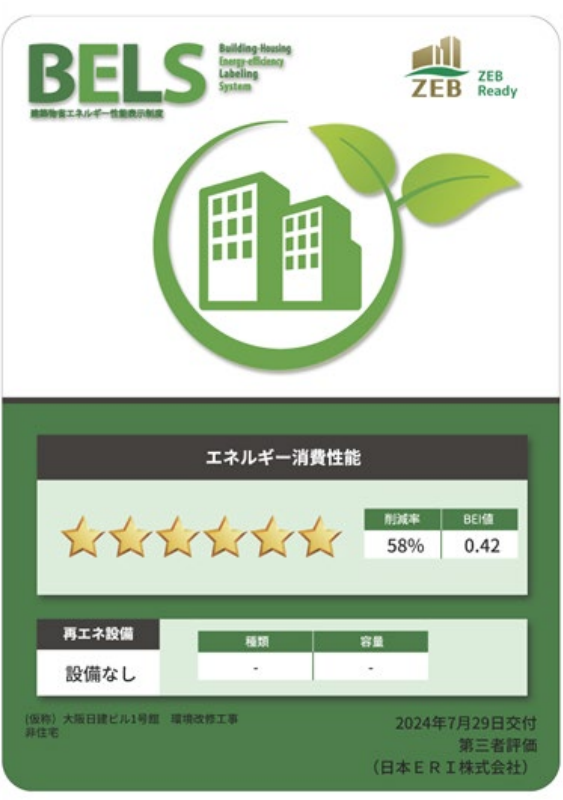 BELS
Building-Housing
Energy-efficiency
Labeling
System
建築物省エネルギー性能表示制度
ZEB
ZEB
Ready
エネルギー消費性能
削減率 BEI値
58% 0.42
再エネ設備
設備なし
種類 容量
- -
(仮称) 大阪日建ビル1号館 環境改修工事
非住宅
2024年7月29日交付
第三者評価
(日本ERI株式会社)